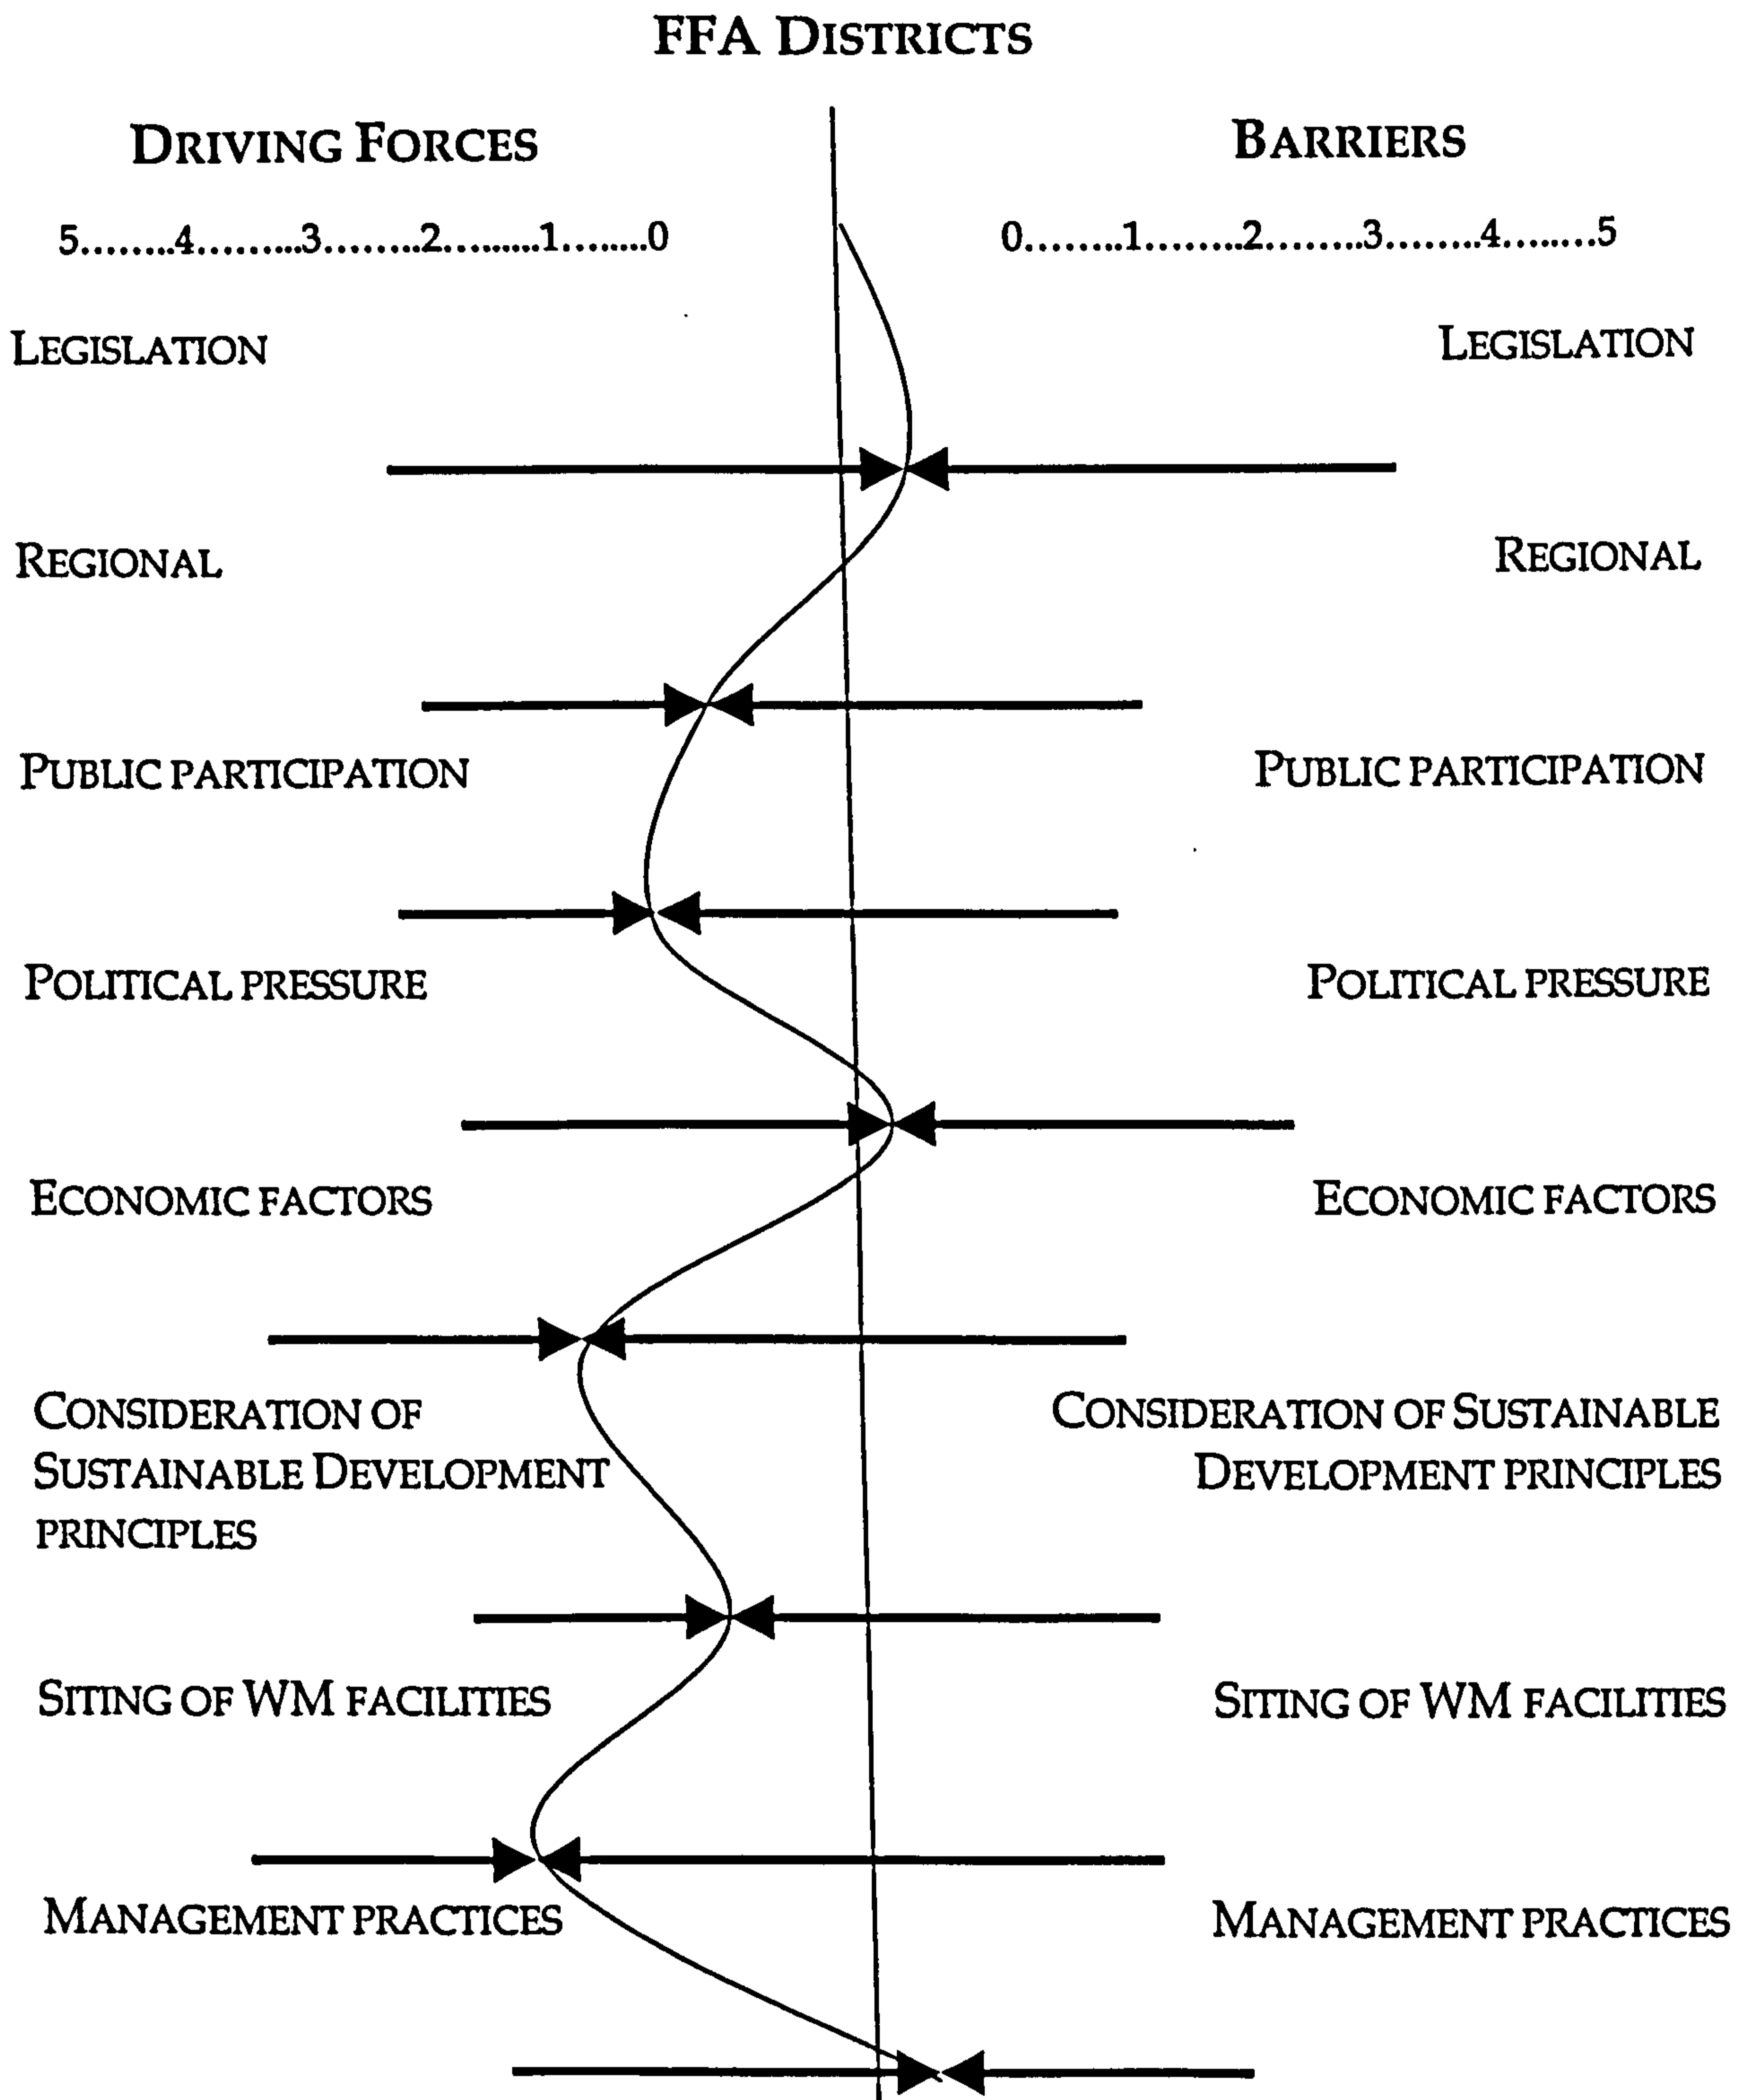 FFA DISTRICTS
DRIVING FORCES
BARRIERS
5........4.........3........2........1........0
0........1........2........3........4........5
LEGISLATION
LEGISLATION
REGIONAL
REGIONAL
PUBLIC PARTICIPATION
PUBLIC PARTICIPATION
POLITICAL PRESSURE
POLITICAL PRESSURE
ECONOMIC FACTORS
ECONOMIC FACTORS
CONSIDERATION OF
SUSTAINABLE DEVELOPMENT
PRINCIPLES
CONSIDERATION OF SUSTAINABLE
DEVELOPMENT PRINCIPLES
SITING OF WM FACILITIES
SITING OF WM FACILITIES
MANAGEMENT PRACTICES
MANAGEMENT PRACTICES